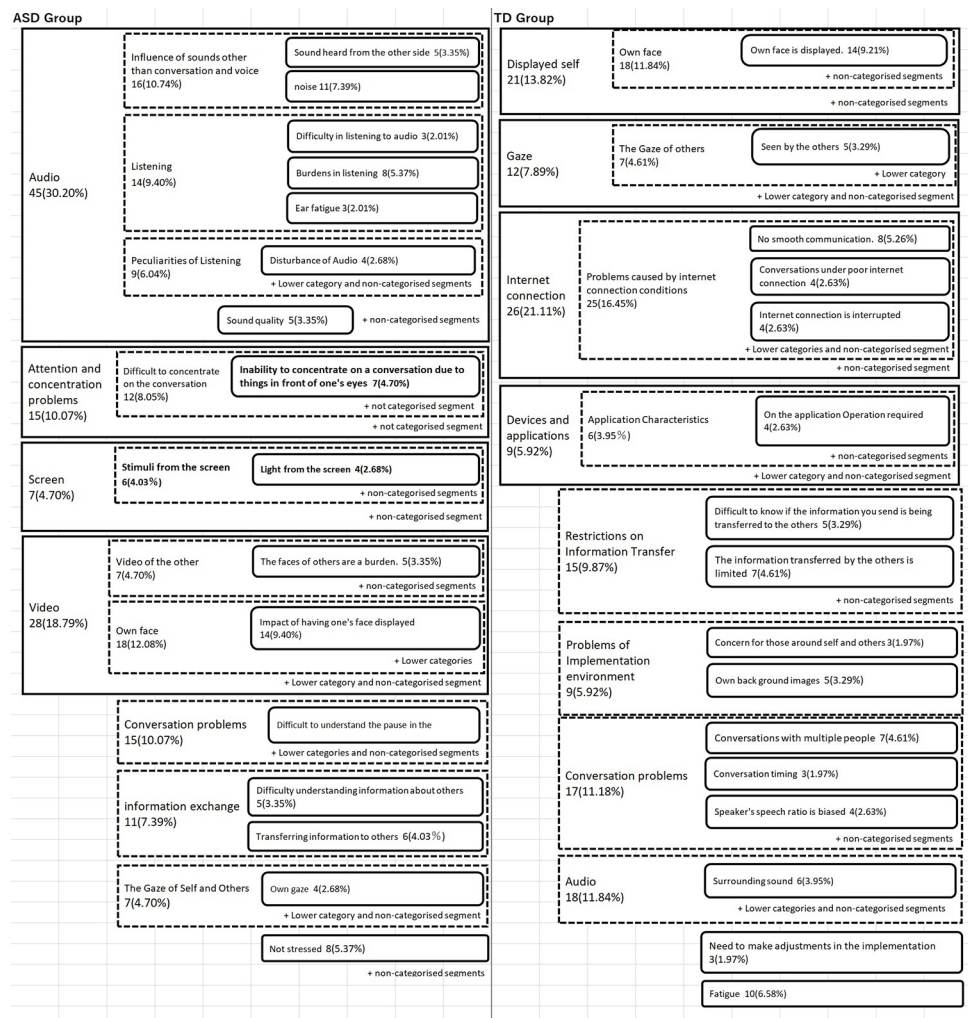 ASD Group
Audio
45(30.20%)
Influence of sounds other
than conversation and voice
16(10.74%)
Sound heard from the other side 5(3.35%)
noise 11(7.39%)
Listening
14(9.40%)
Difficulty in listening to audio 3(2.01%)
Burdens in listening 8(5.37%)
Ear fatigue 3(2.01%)
Peculiarities of Listening
9(6.04%)
Disturbance of Audio 4(2.68%)
+ Lower category and non-categorised segments
Sound quality 5(3.35%)
+ non-categorised segments
Attention and
concentration
problems
15(10.07%)
Difficult to concentrate
on the conversation
12(8.05%)
Inability to concentrate on a conversation due to
things in front of one's eyes 7(4.70%)
+ not categorised segment
+ not categorised segment
Screen
7(4.70%)
Stimuli from the screen
6(4.03%)
Light from the screen 4(2.68%)
+ non-categorised segments
+ non-categorised segment
Video
28(18.79%)
Video of the other
7(4.70%)
The faces of others are a burden. 5(3.35%)
+ non-categorised segments
Own face
18(12.08%)
Impact of having one's face displayed
14(9.40%)
+ Lower categories
+ Lower category and non-categorised segment
Conversation problems
15(10.07%)
Difficult to understand the pause in the
+ Lower categories and non-categorised segments
information exchange
11(7.39%)
Difficulty understanding information about others
5(3.35%)
Transferring information to others 6(4.03%)
The Gaze of Self and Others
7(4.70%)
Own gaze 4(2.68%)
+ Lower category and non-categorised segment
Not stressed 8(5.37%)
+ non-categorised segments
TD Group
Displayed self
21(13.82%)
Own face
18(11.84%)
Own face is displayed. 14(9.21%)
+ non-categorised segments
+ non-categorised segments
Gaze
12(7.89%)
The Gaze of others
7(4.61%)
Seen by the others 5(3.29%)
+ Lower category
+ Lower category and non-categorised segment
Internet
connection
26(21.11%)
Problems caused by internet
connection conditions
25(16.45%)
No smooth communication. 8(5.26%)
Conversations under poor internet
connection 4(2.63%)
Internet connection is interrupted
4(2.63%)
+ Lower categories and non-categorised segment
+ non-categorised segment
Devices and
applications
9(5.92%)
Application Characteristics
6(3.95%)
On the application Operation required
4(2.63%)
+ non-categorised segments
+ Lower category and non-categorised segment
Restrictions on
Information Transfer
15(9.87%)
Difficult to know if the information you send is being
transferred to the others 5(3.29%)
The information transferred by the others is
limited 7(4.61%)
+ non-categorised segments
Problems of
Implementation
environment
9(5.92%)
Concern for those around self and others 3(1.97%)
Own back ground images 5(3.29%)
Conversation problems
17(11.18%)
Conversations with multiple people 7(4.61%)
Conversation timing 3(1.97%)
Speaker's speech ratio is biased 4(2.63%)
+ non-categorised segments
Audio
18(11.84%)
Surrounding sound 6(3.95%)
+ Lower categories and non-categorised segments
Need to make adjustments in the implementation
3(1.97%)
Fatigue 10(6.58%)